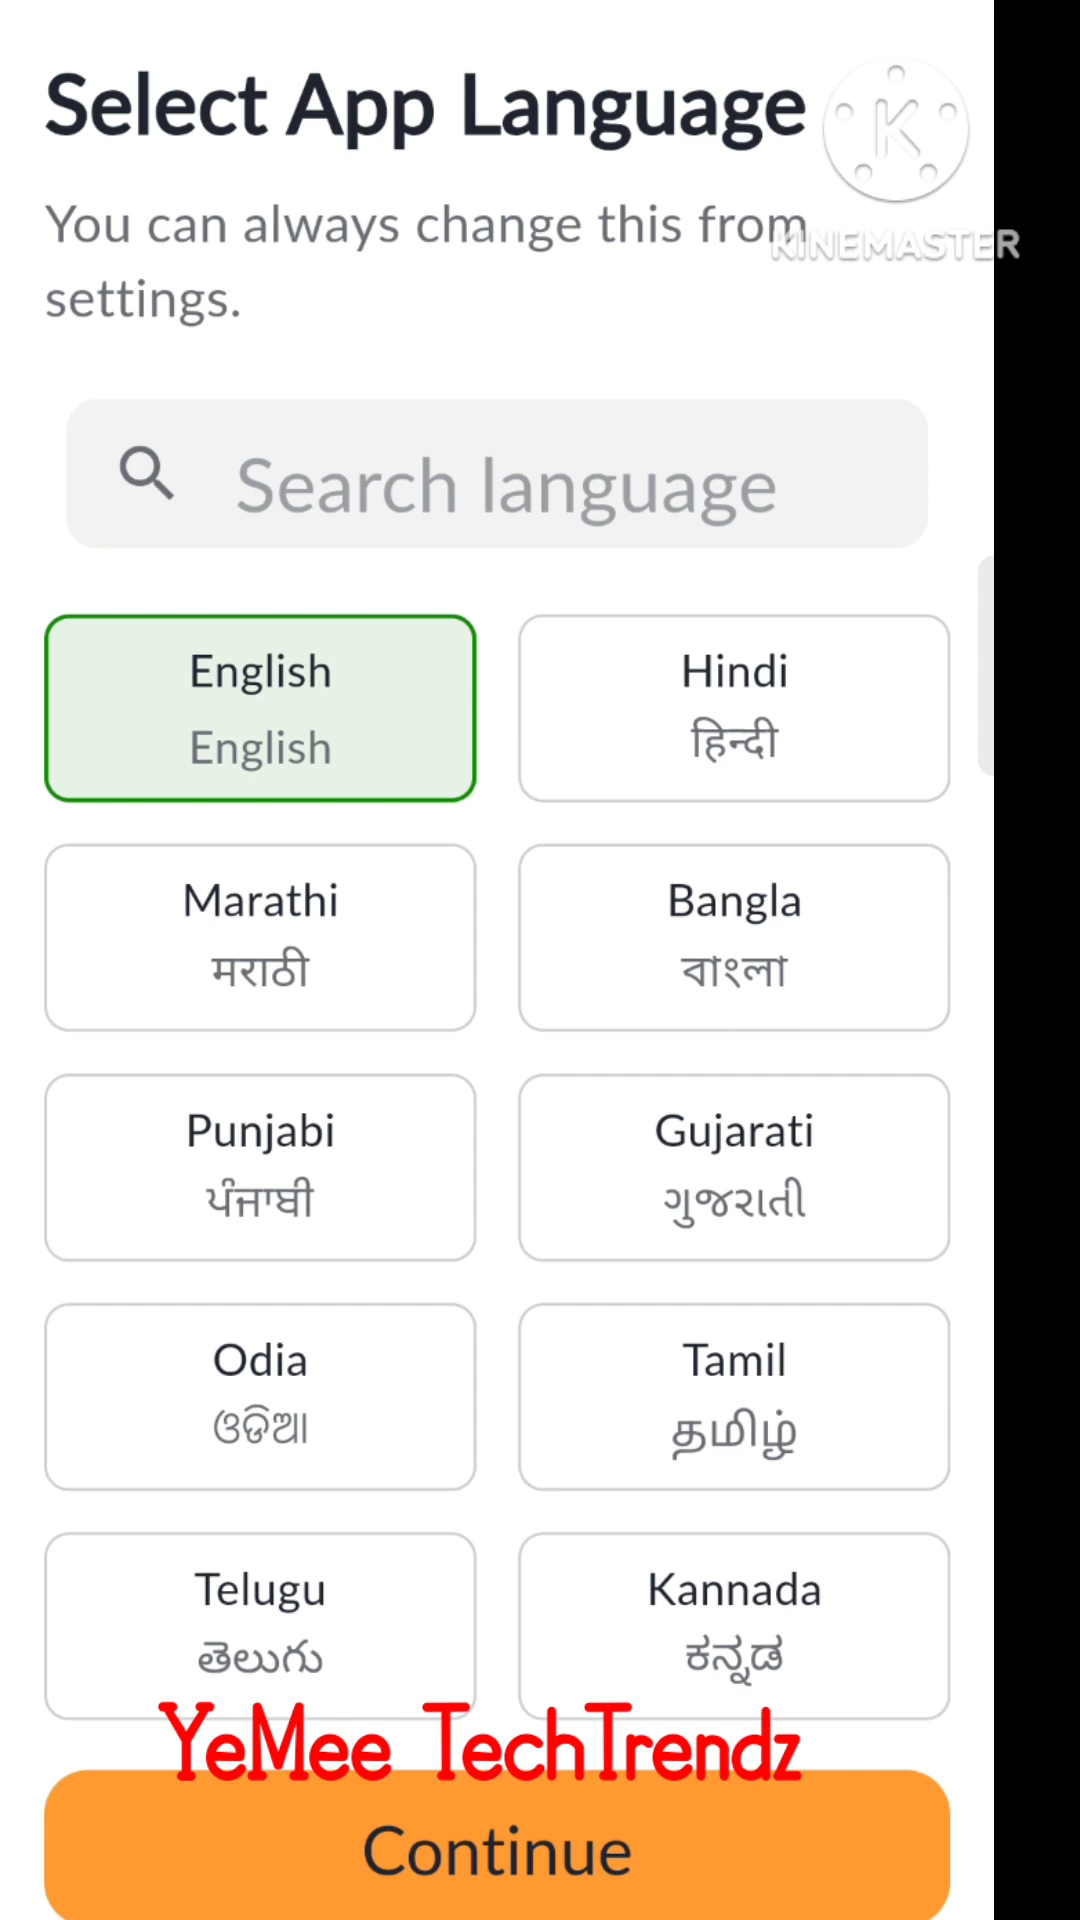 Select App Language
K
You can always change this from
KINEMASTER
settings.
Search language
English
English
Hindi
हिन्दी
Marathi
मराठी
Bangla
বাংলা
Punjabi
ਪੰਜਾਬੀ
Gujarati
ગુજરાતી
Odia
ଓଡିଆ
Tamil
தமிழ்
Telugu
తెలుగు
Kannada
ಕನ್ನಡ
YeMee TechTrendz
Continue